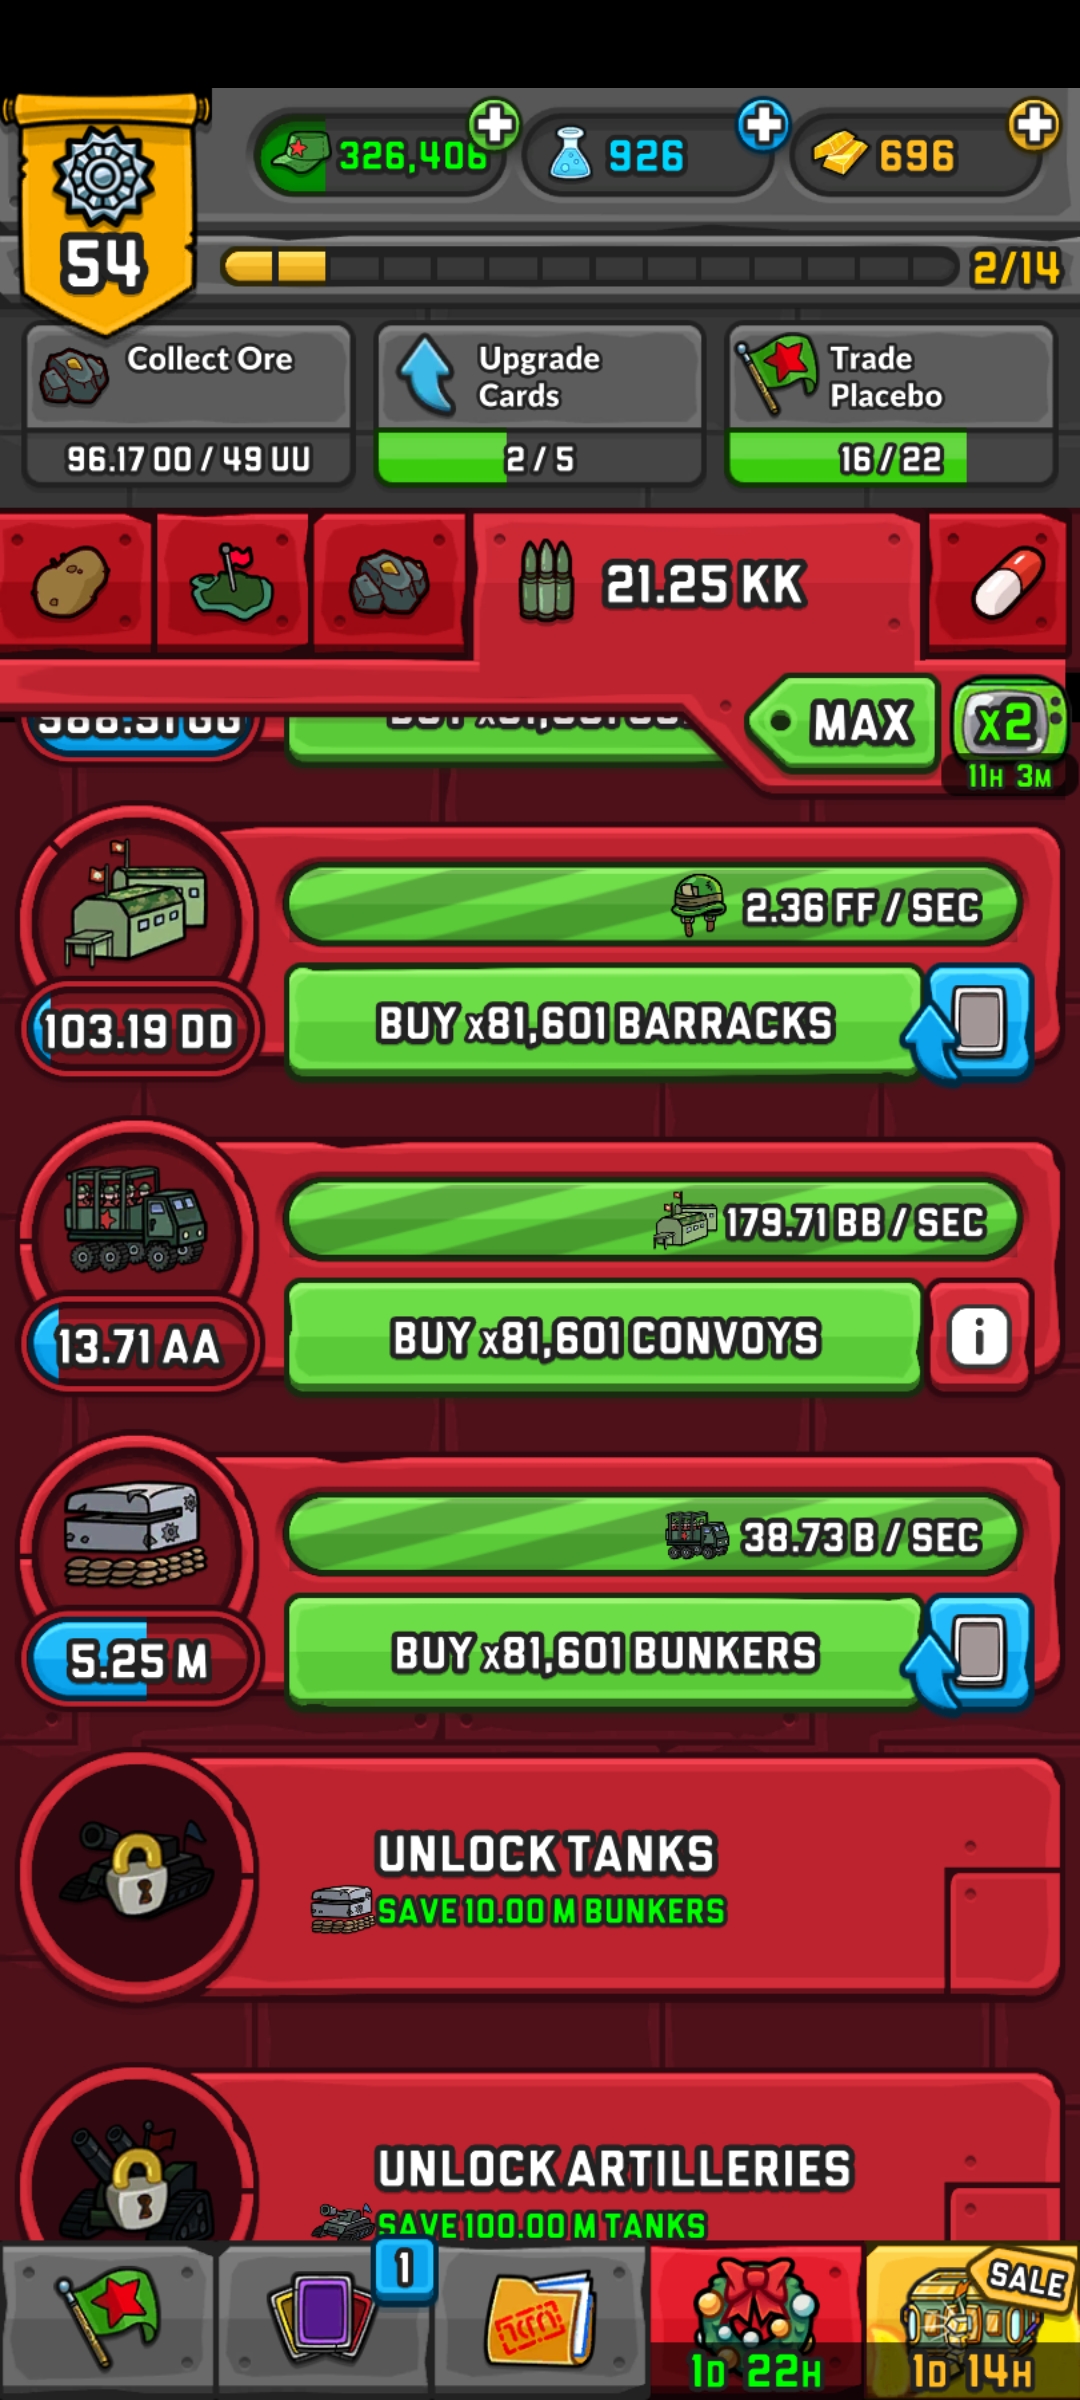 54
326,406
926
696
2/14
Collect Ore
96.17 OO / 49 UU
Upgrade
Cards
2 / 5
Trade
Placebo
16 / 22
21.25 KK
MAX
x2
11H 3M
103.19 DD
2.36 FF / SEC
BUY x81,601 BARRACKS
13.71 AA
179.71 BB / SEC
BUY x81,601 CONVOYS
i
5.25 M
38.73 B / SEC
BUY x81,601 BUNKERS
UNLOCK TANKS
SAVE 10.00 M BUNKERS
UNLOCK ARTILLERIES
SAVE 100.00 M TANKS
1
1D 22H
SALE
1D 14H